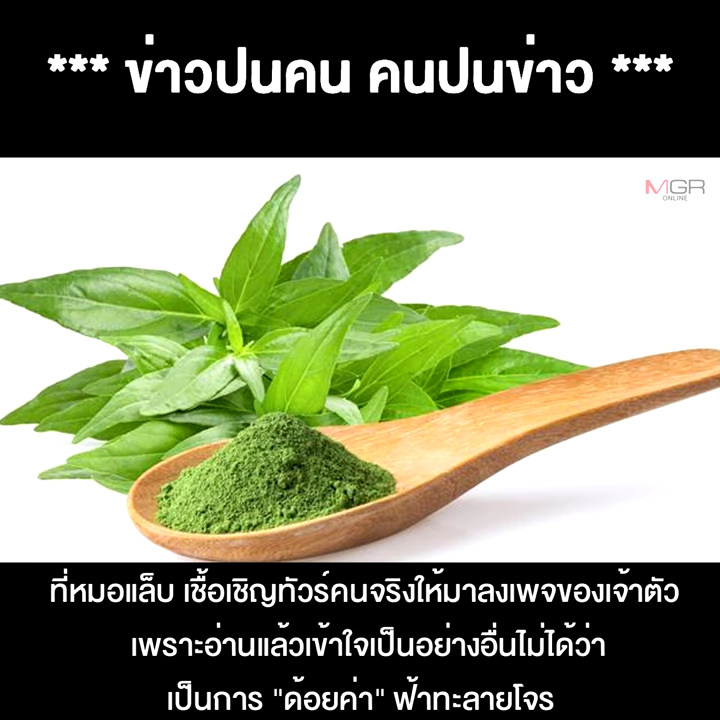 *** ข่าวปนคน คนปนข่าว ***
MGR
ONLINE
ที่หมอแล็บ เชื้อเชิญทัวร์คนจริงให้มาลงเพจของเจ้าตัว
เพราะอ่านแล้วเข้าใจเป็นอย่างอื่นไม่ได้ว่า
เป็นการ "ด้อยค่า" ฟ้าทะลายโจร